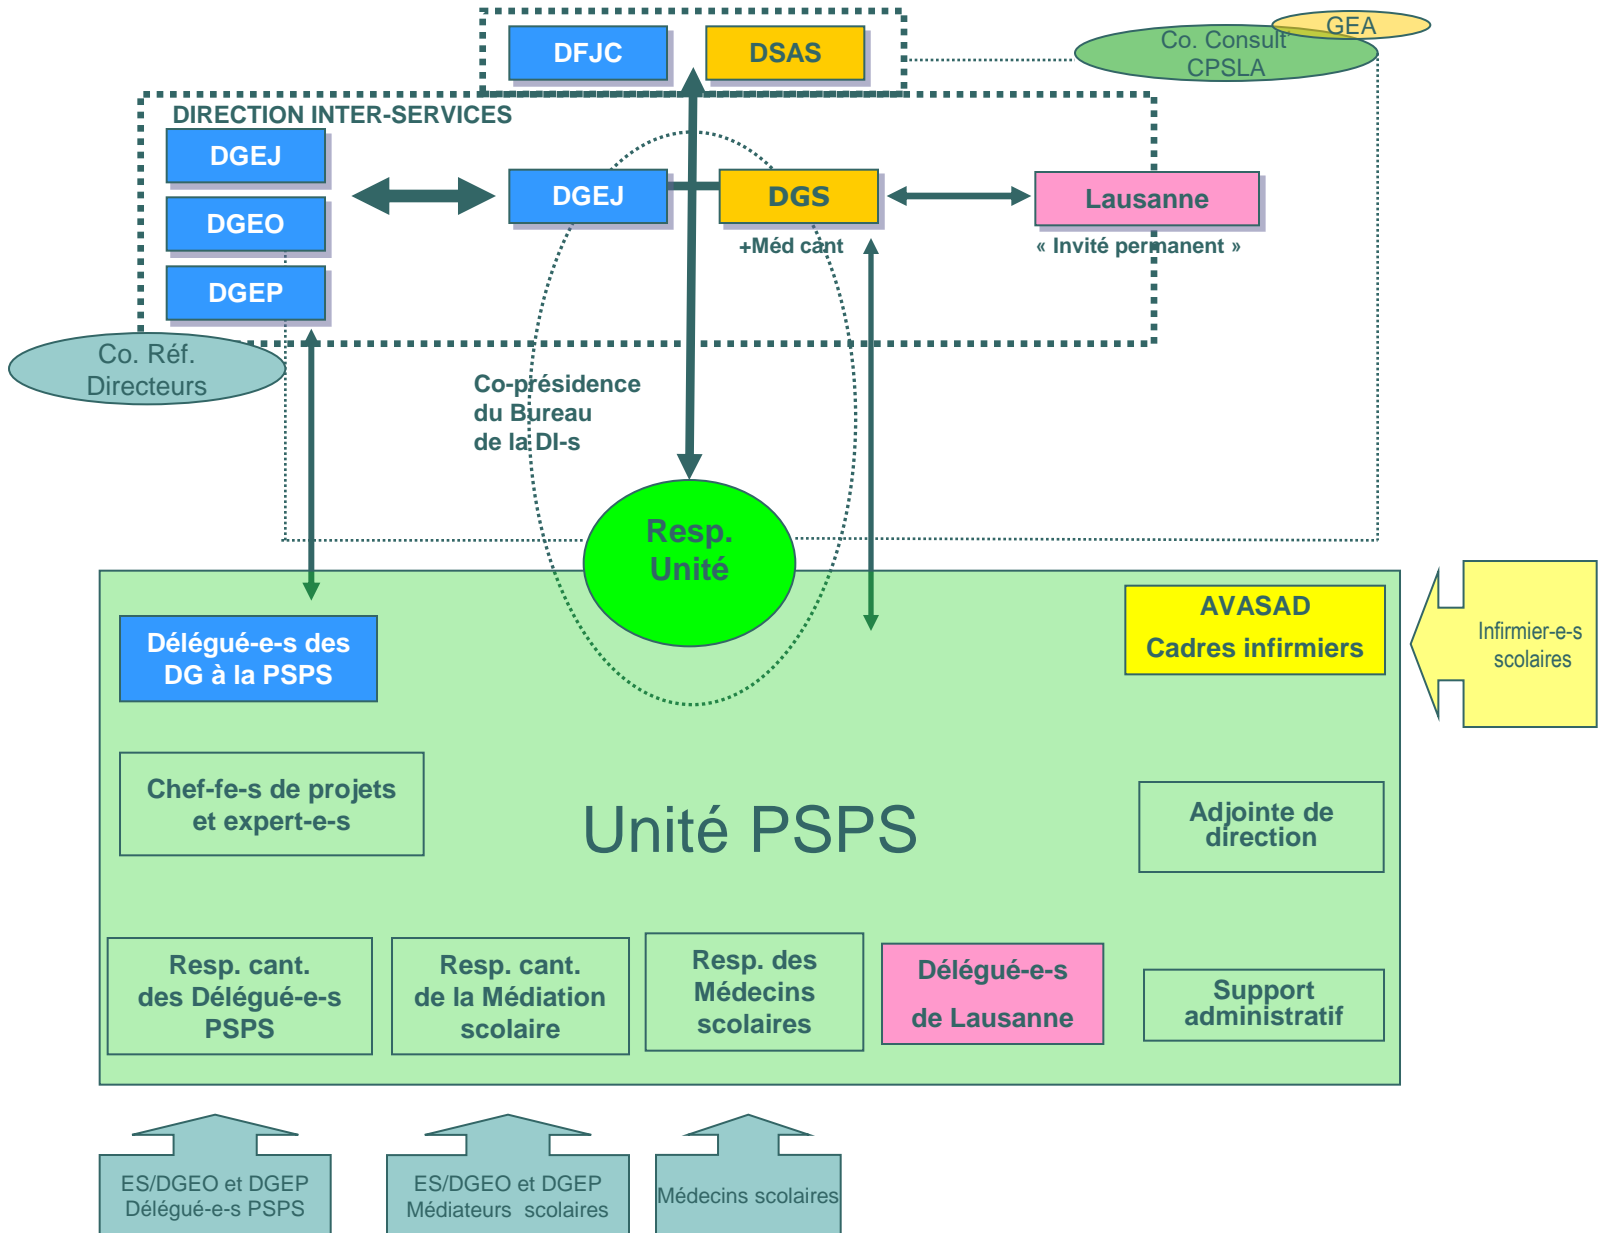 DFJC
DSAS
GEA
Co. Consult
CPSLA
DIRECTION INTER-SERVICES
DGEJ
DGEO
DGEP
DGEJ
DGS
+Méd cant
Lausanne
« Invité permanent »
Co. Réf.
Directeurs
Co-présidence
du Bureau
de la DI-s
Resp.
Unité
Délégué-e-s des
DG à la PSPS
AVASAD
Cadres infirmiers
Infirmier-e-s
scolaires
Chef-fe-s de projets
et expert-e-s
Unité PSPS
Adjointe de
direction
Resp. cant.
des Délégué-e-s
PSPS
Resp. cant.
de la Médiation
scolaire
Resp. des
Médecins
scolaires
Délégué-e-s
de Lausanne
Support
administratif
ES/DGEO et DGEP
Délégué-e-s PSPS
ES/DGEO et DGEP
Médiateurs scolaires
Médecins scolaires